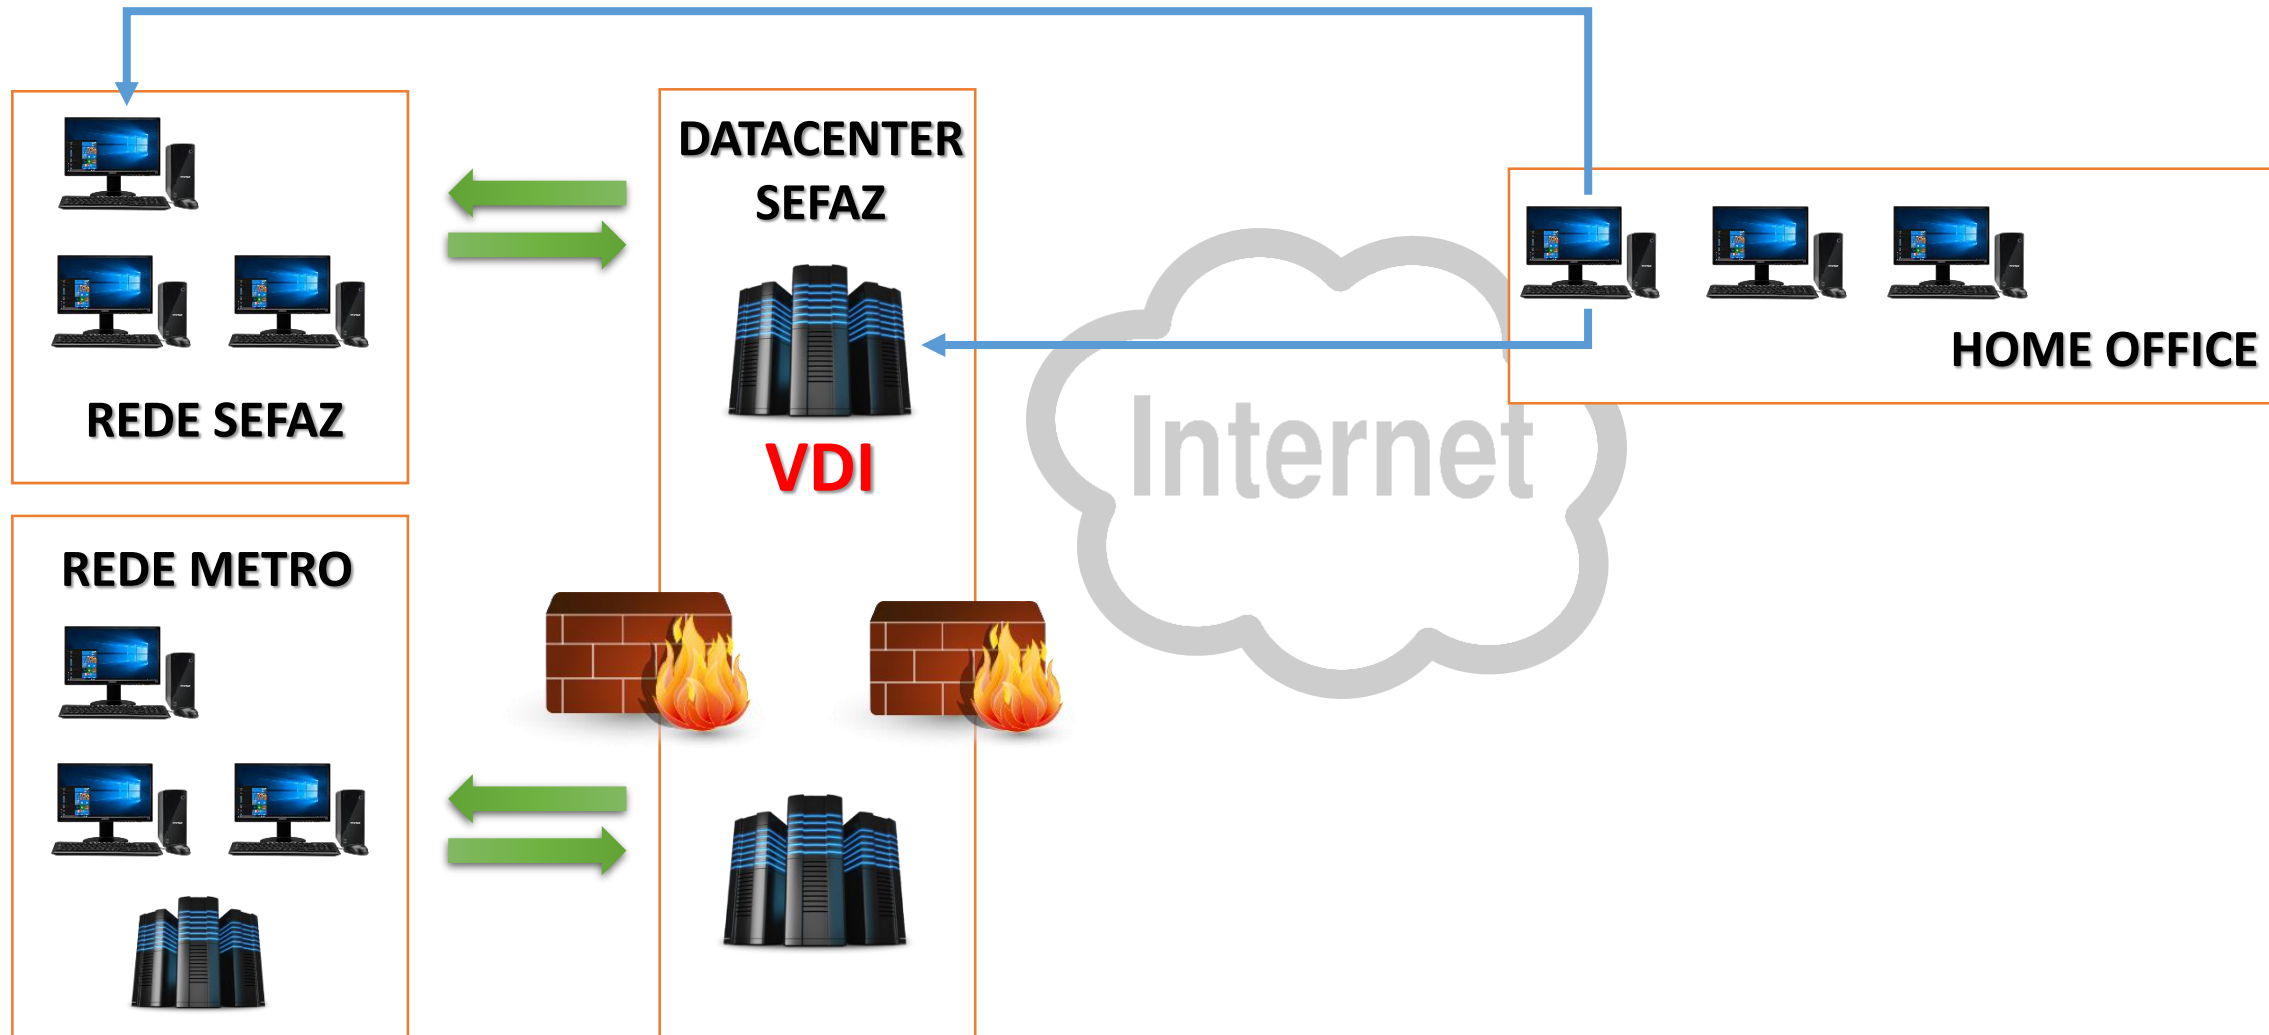 DATACENTER
SEFAZ
VDI
REDE SEFAZ
REDE METRO
Internet
HOME OFFICE